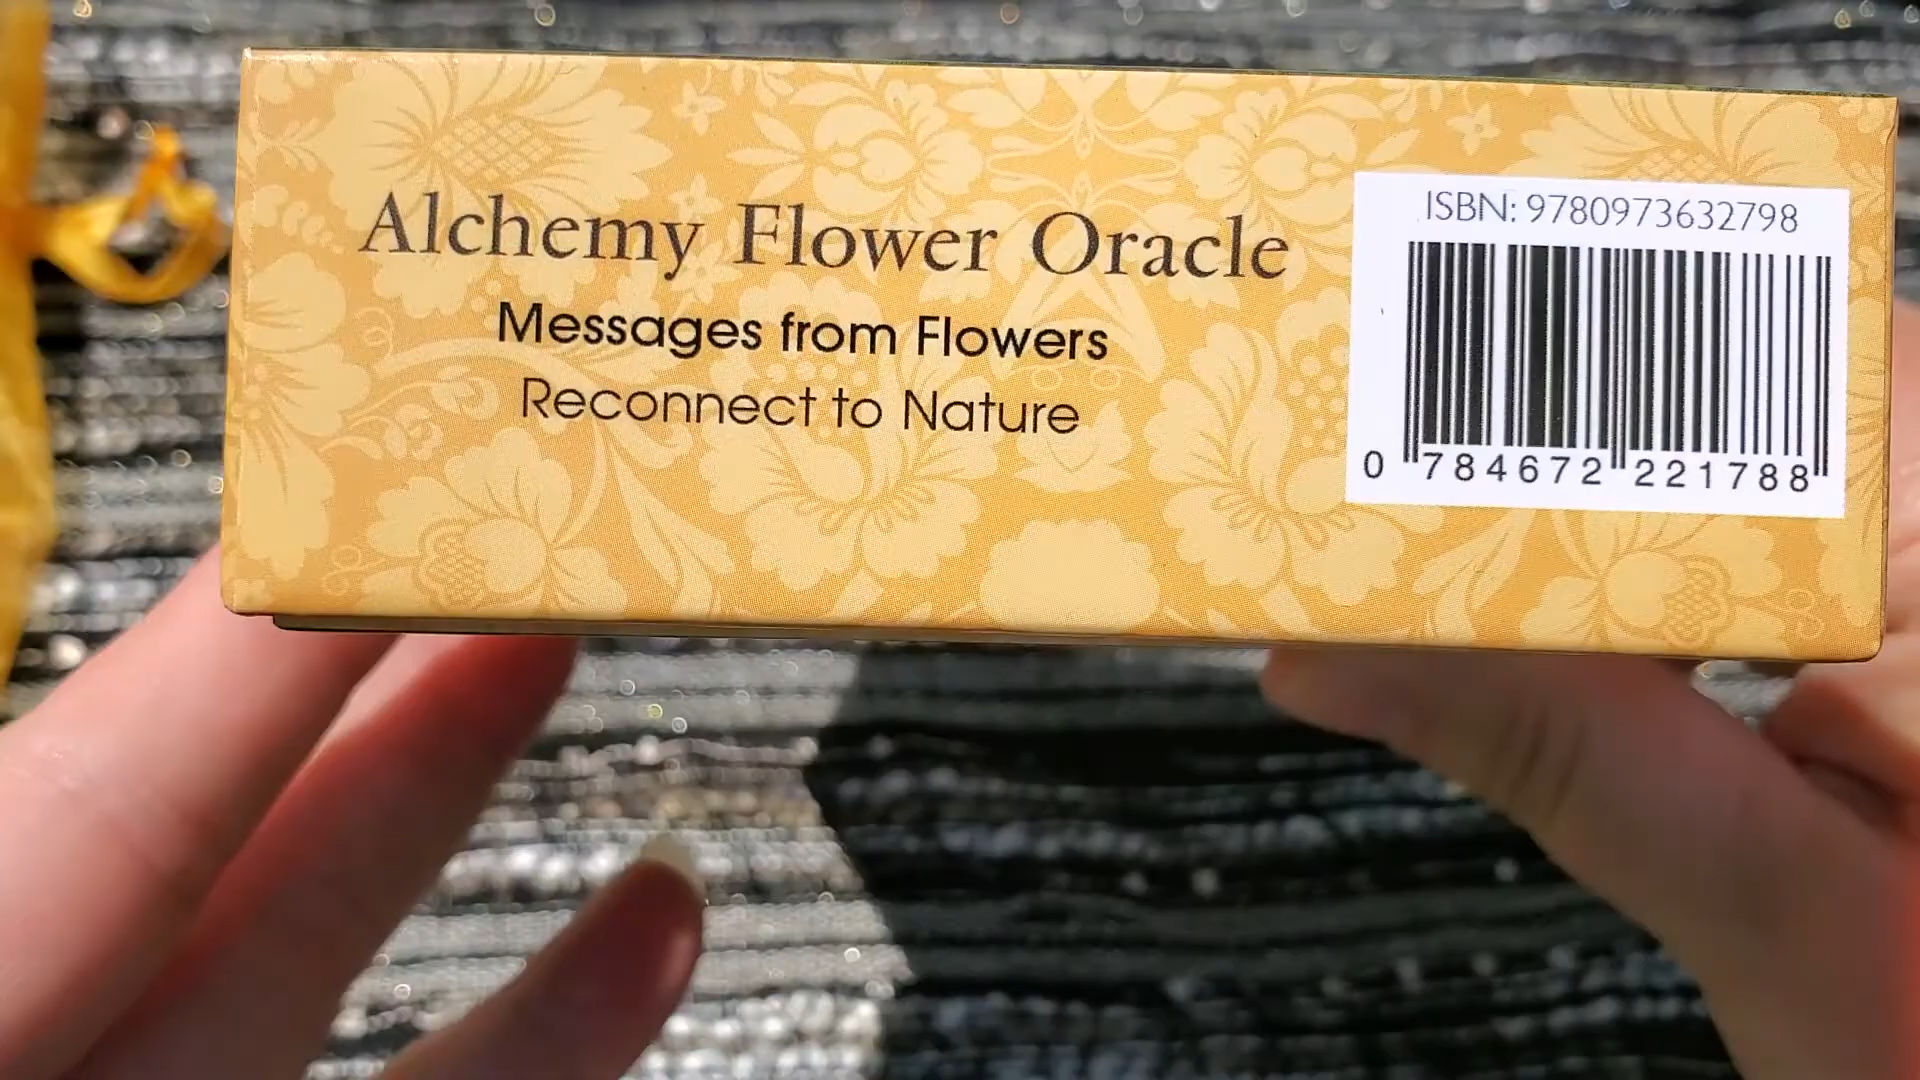 Alchemy Flower Oracle
Messages from Flowers
Reconnect to Nature
ISBN: 9780973632798
0 784672 221788